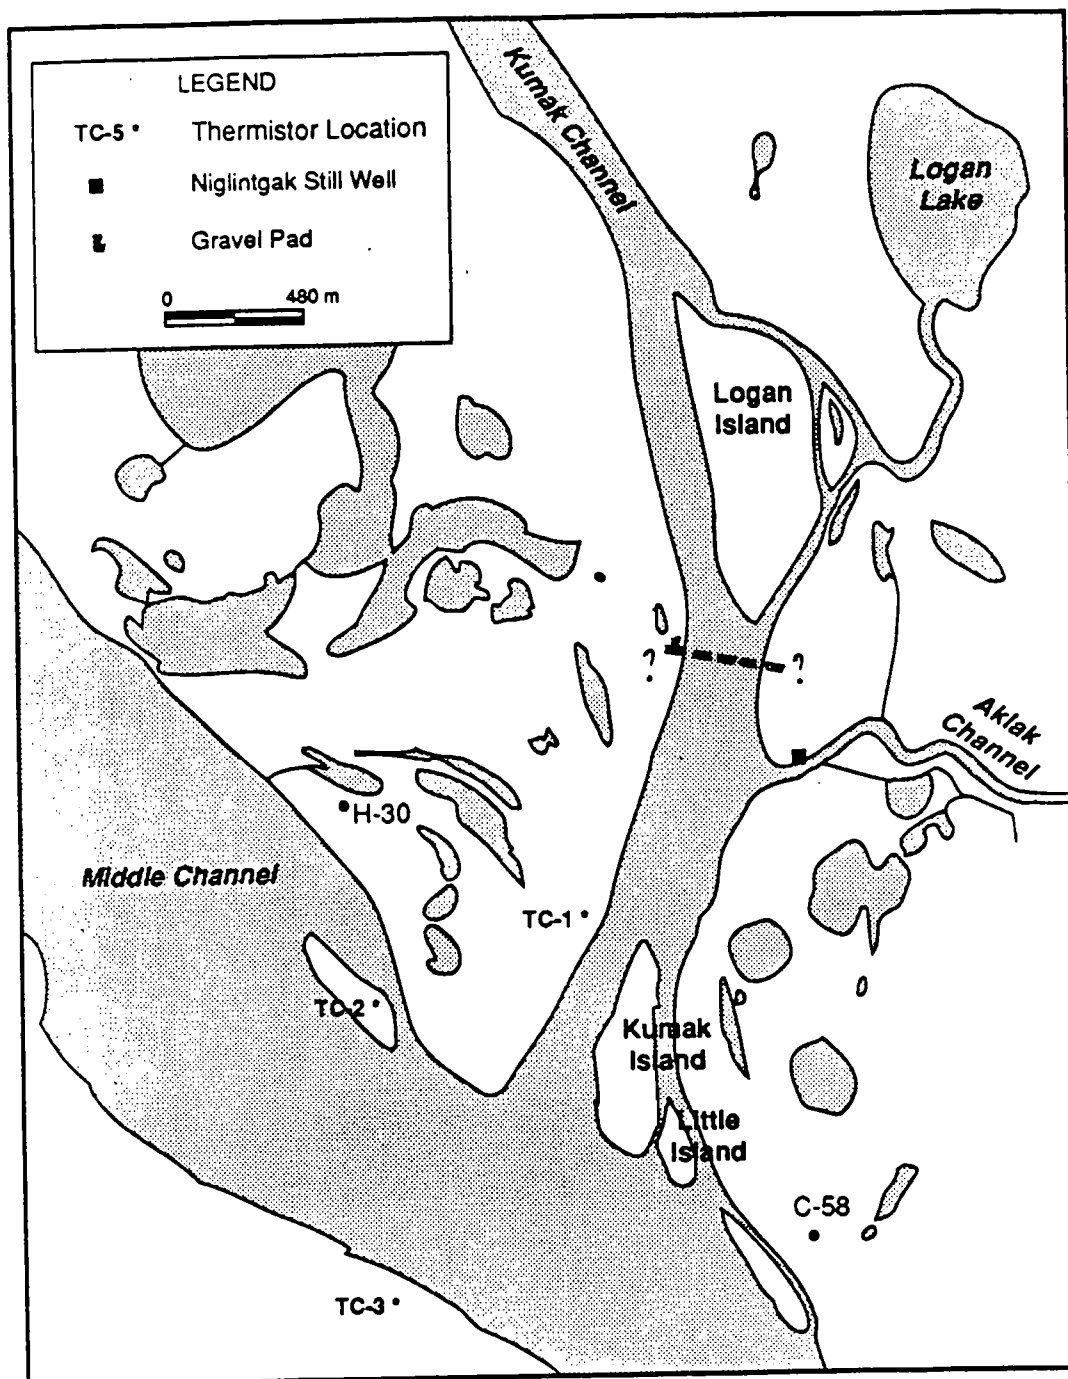 LEGEND
TC-5 Thermistor Location
Niglintgak Still Well
Gravel Pad
0 480 m
Kumak Channel
Logan
Lake
Logan
Island
? ?
Aklak
Channel
H-30
Middle Channel
TC-1
TC-2
Kumak
Island
Little
Island
C-58
TC-3